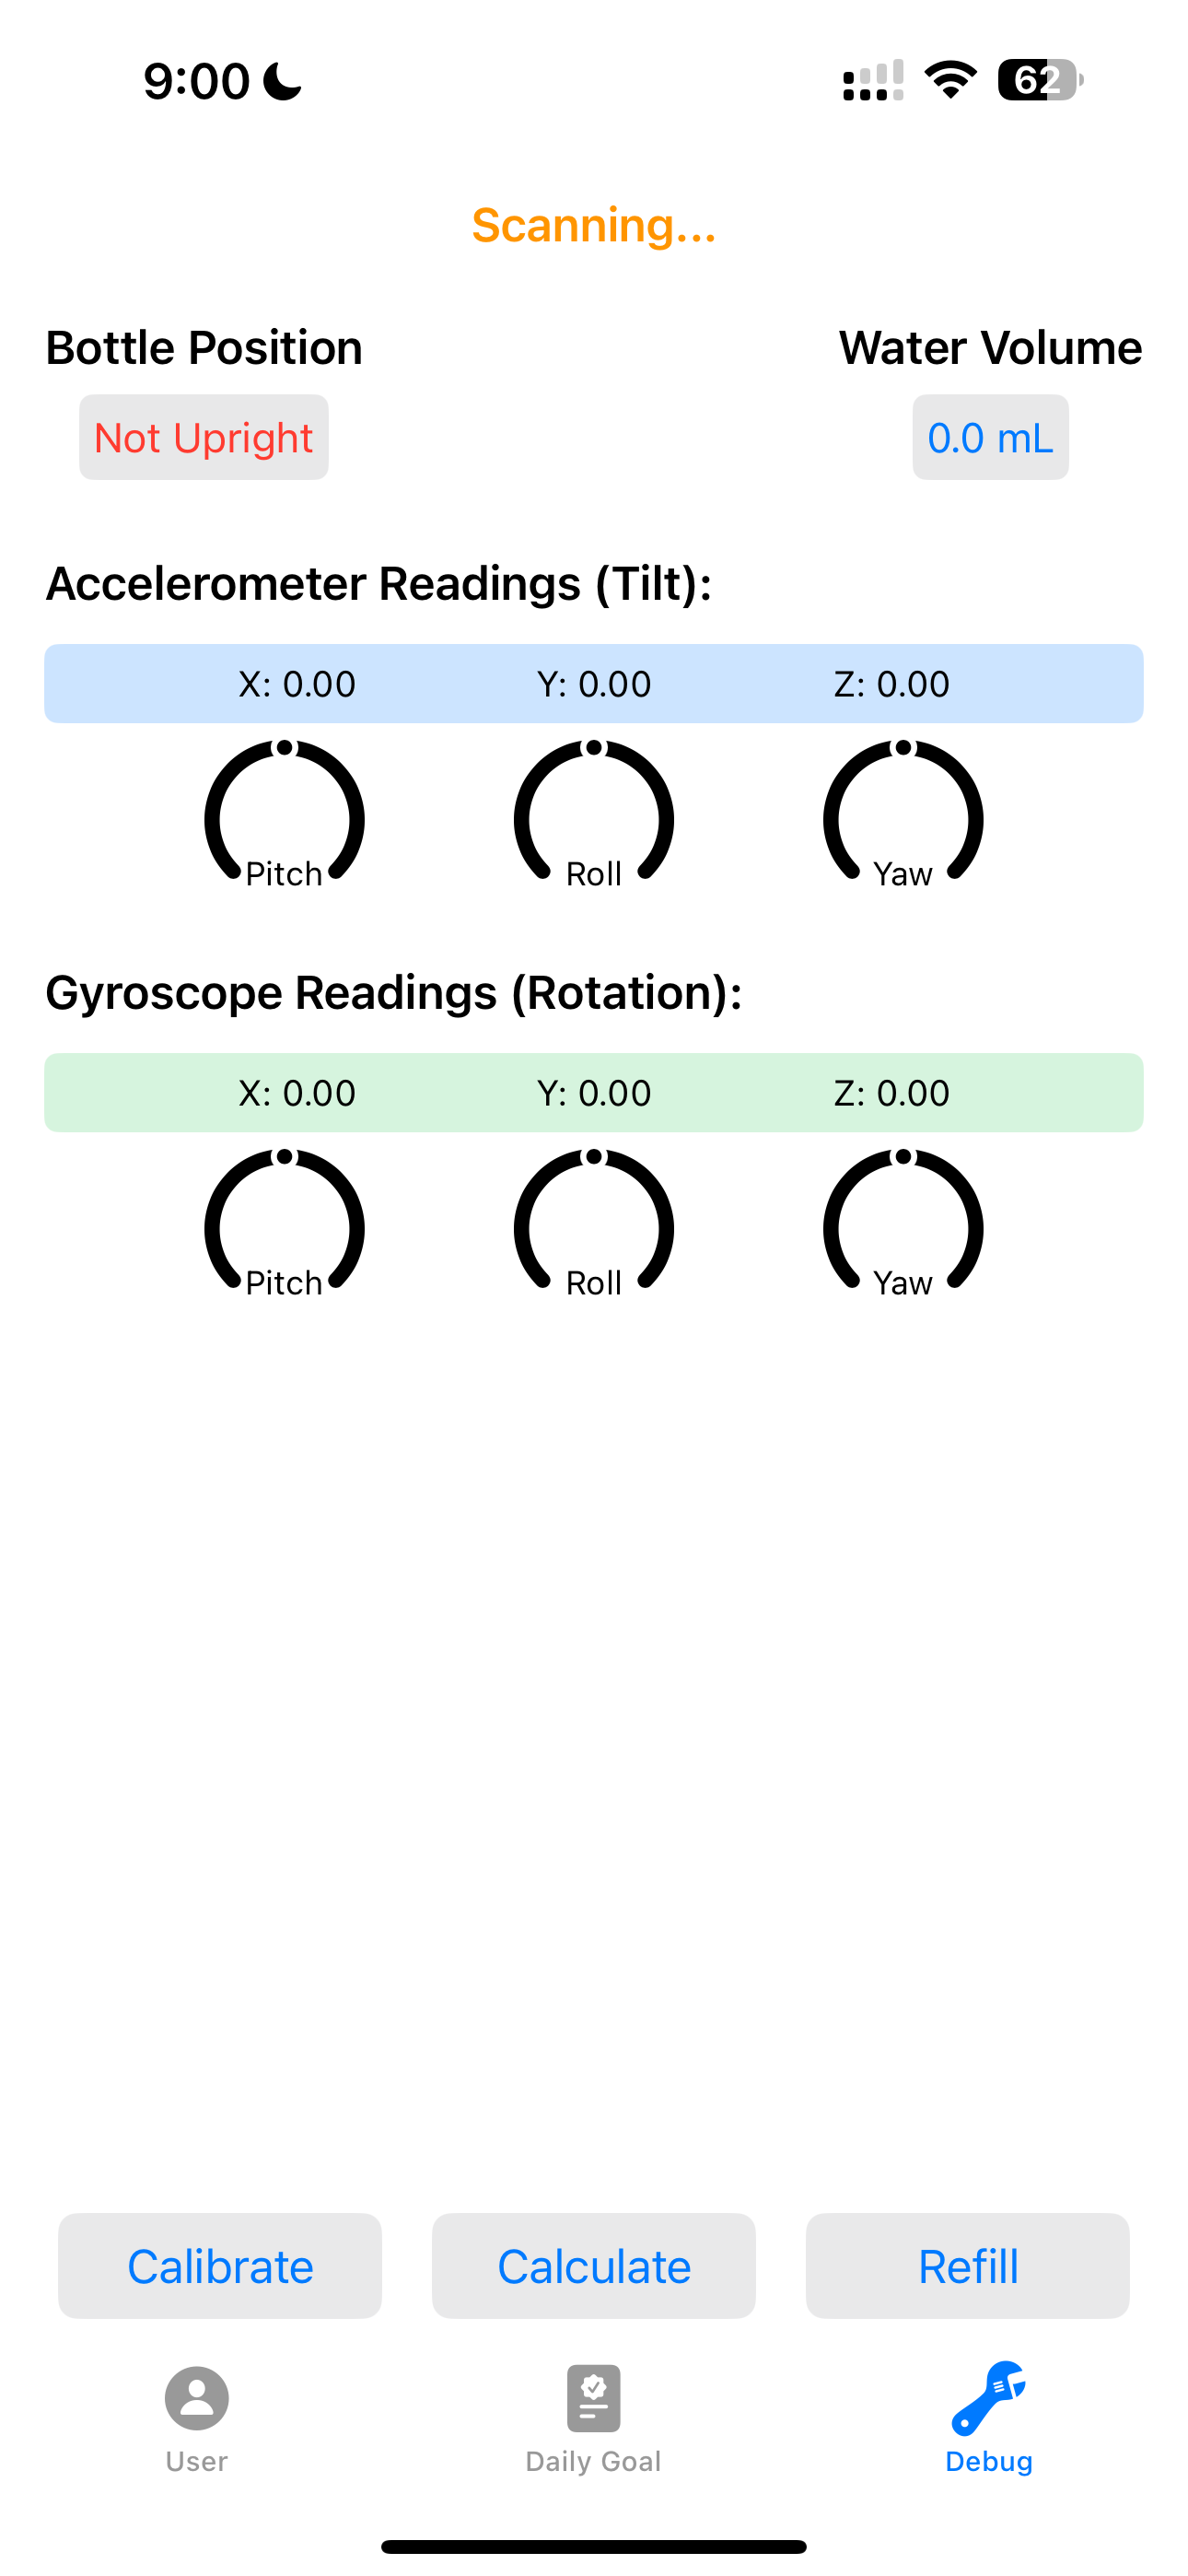 9:00 62
Scanning...
Bottle Position Water Volume
Not Upright 0.0 mL
Accelerometer Readings (Tilt):
X: 0.00 Y: 0.00 Z: 0.00
Pitch Roll Yaw
Gyroscope Readings (Rotation):
X: 0.00 Y: 0.00 Z: 0.00
Pitch Roll Yaw
Calibrate Calculate Refill
User Daily Goal Debug